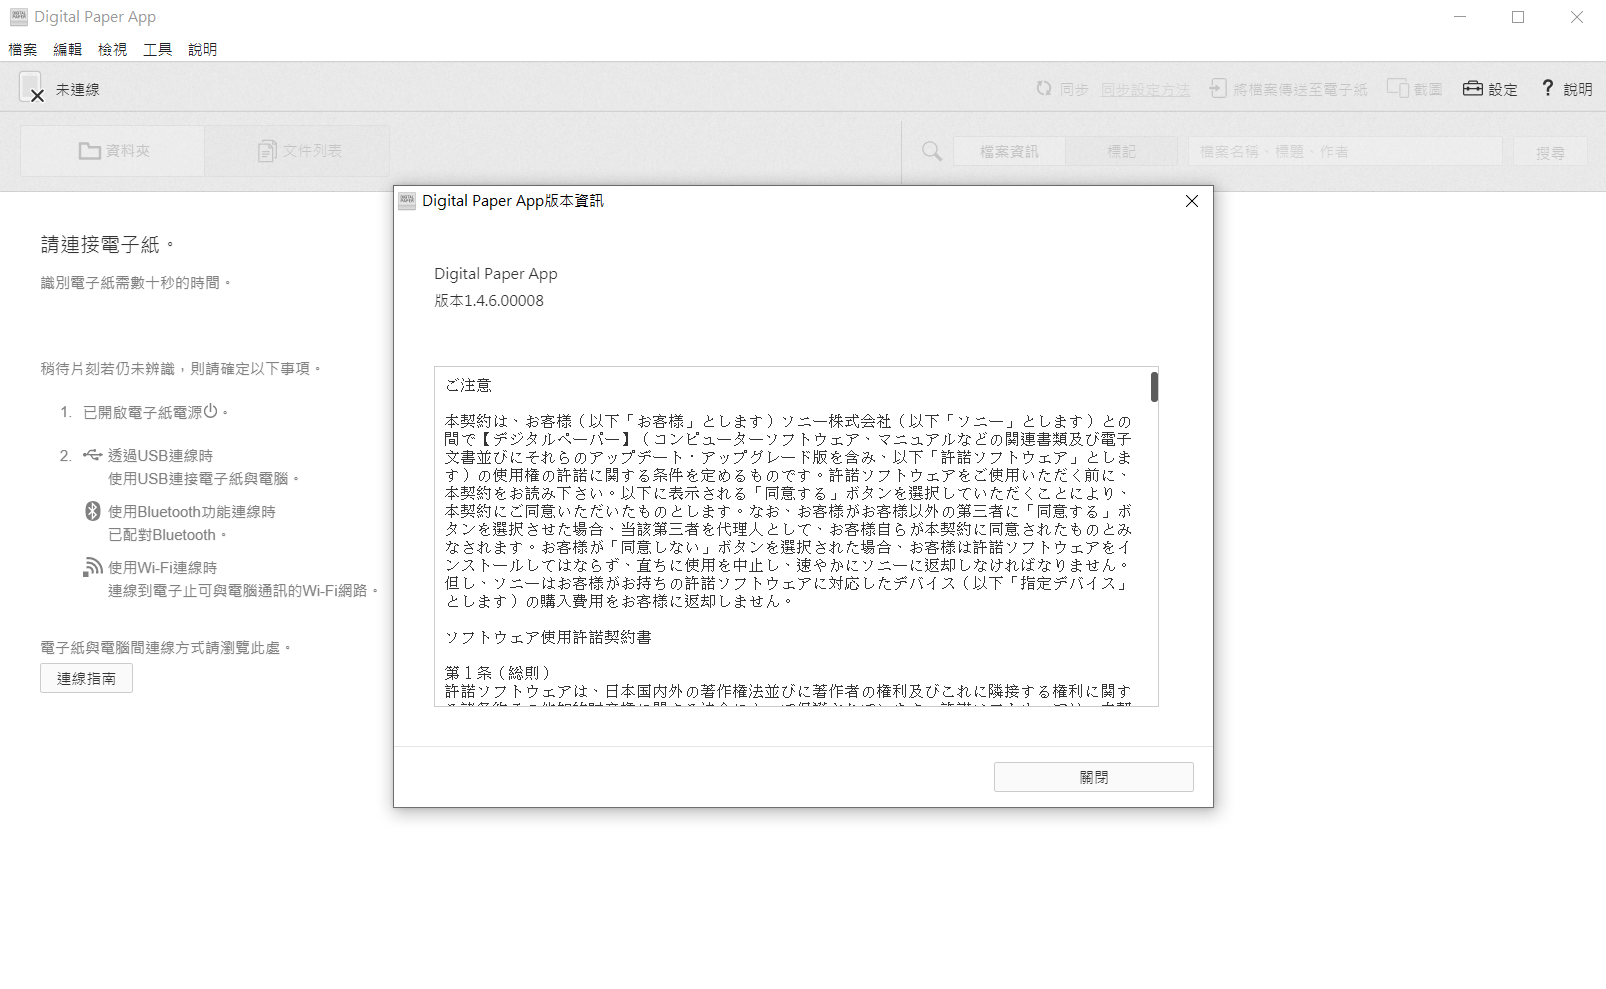 Digital Paper App
檔案 編輯 檢視 工具 說明
未連線
同步 同步設定方法 將檔案傳送至電子紙 截圖 設定 ? 說明
資料夾 文件列表
檔案資訊 標記 檔案名稱、標題、作者 搜尋
請連接電子紙。
識別電子紙需數十秒的時間。
稍待片刻若仍未辨識，則請確定以下事項。
1. 已開啟電子紙電源。
2. 透過USB連線時
使用USB連接電子紙與電腦。
使用Bluetooth功能連線時
已配對Bluetooth。
使用Wi-Fi連線時
連線到電子止可與電腦通訊的Wi-Fi網路。
電子紙與電腦間連線方式請瀏覽此處。
連線指南
Digital Paper App版本資訊
Digital Paper App
版本1.4.6.00008
ご注意
本契約は、お客様（以下「お客様」とします）ソニー株式会社（以下「ソニー」とします）との
間で【デジタルペーパー】（コンピューターソフトウェア、マニュアルなどの関連書類及び電子
文書並びにそれらのアップデート・アップグレード版を含み、以下「許諾ソフトウェア」としま
す）の使用権の許諾に関する条件を定めるものです。許諾ソフトウェアをご使用いただく前に、
本契約をお読み下さい。以下に表示される「同意する」ボタンを選択していただくことにより、
本契約にご同意いただいたものとします。なお、お客様がお客様以外の第三者に「同意する」ボ
タンを選択させた場合、当該第三者を代理人として、お客様自らが本契約に同意されたものとみ
なされます。お客様が「同意しない」ボタンを選択された場合、お客様は許諾ソフトウェアをイ
ンストールしてはならず、直ちに使用を中止し、速やかにソニーに返却しなければなりません。
但し、ソニーはお客様がお持ちの許諾ソフトウェアに対応したデバイス（以下「指定デバイス」
とします）の購入費用をお客様に返却しません。
ソフトウェア使用許諾契約書
第１条（総則）
許諾ソフトウェアは、日本国内外の著作権法並びに著作者の権利及びこれに隣接する権利に関す
關閉